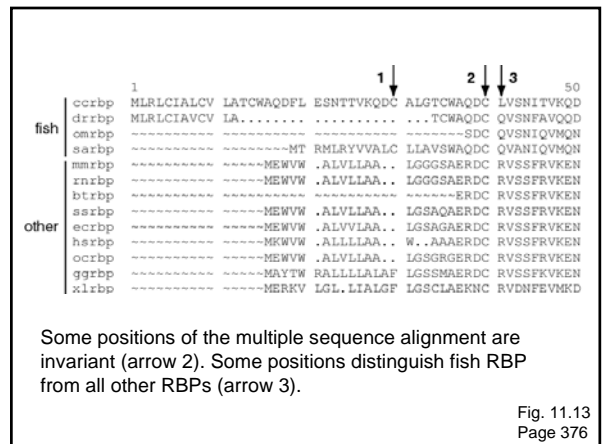 1 2 3
1 50
fish
ccrbp MLRLCIALCV LATCWAQDFL ESNTTVKQDC ALGTCWAQDC LVSNITVKQD
drrbp MLRLCIAVCV LA........ .......... ...TCWAQDC QVSNFAVQQD
omrbp ~~~~~~~~~~ ~~~~~~~~~~ ~~~~~~~~~~ ~~~~~~~SDC QVSNIQVMQN
sarbp ~~~~~~~~~~ ~~~~~~~~MT RMLRYVVALC LLAVSWAQDC QVANIQVMQN
other
mmrbp ~~~~~~~~~~ ~~~~~MEWVW .ALVLLAA.. LGGGSAERDC RVSSFRVKEN
rnrbp ~~~~~~~~~~ ~~~~~MEWVW .ALVLLAA.. LGGGSAERDC RVSSFRVKEN
btrbp ~~~~~~~~~~ ~~~~~~~~~~ ~~~~~~~~~~ ~~~~~~ERDC RVSSFRVKEN
ssrbp ~~~~~~~~~~ ~~~~~MEWVW .ALVLLAA.. LGSAQAERDC RVSSFRVKEN
ecrbp ~~~~~~~~~~ ~~~~~MEWVW .ALVVLAA.. LGSAGAERDC RVSSFRVKEN
hsrbp ~~~~~~~~~~ ~~~~~MKWVW .ALLLLAA.. W..AAAERDC RVSSFRVKEN
ocrbp ~~~~~~~~~~ ~~~~~MEWVW .ALVLLAA.. LGSGRGERDC RVSSFRVKEN
ggrbp ~~~~~~~~~~ ~~~~~MAYTW RALLLLALAF LGSSMAERDC RVSSFKVKEN
xlrbp ~~~~~~~~~~ ~~~~~MERKV LGL.LIALGF LGSCLAEKNC RVDNFEVMKD
Some positions of the multiple sequence alignment are
invariant (arrow 2). Some positions distinguish fish RBP
from all other RBPs (arrow 3).
Fig. 11.13
Page 376